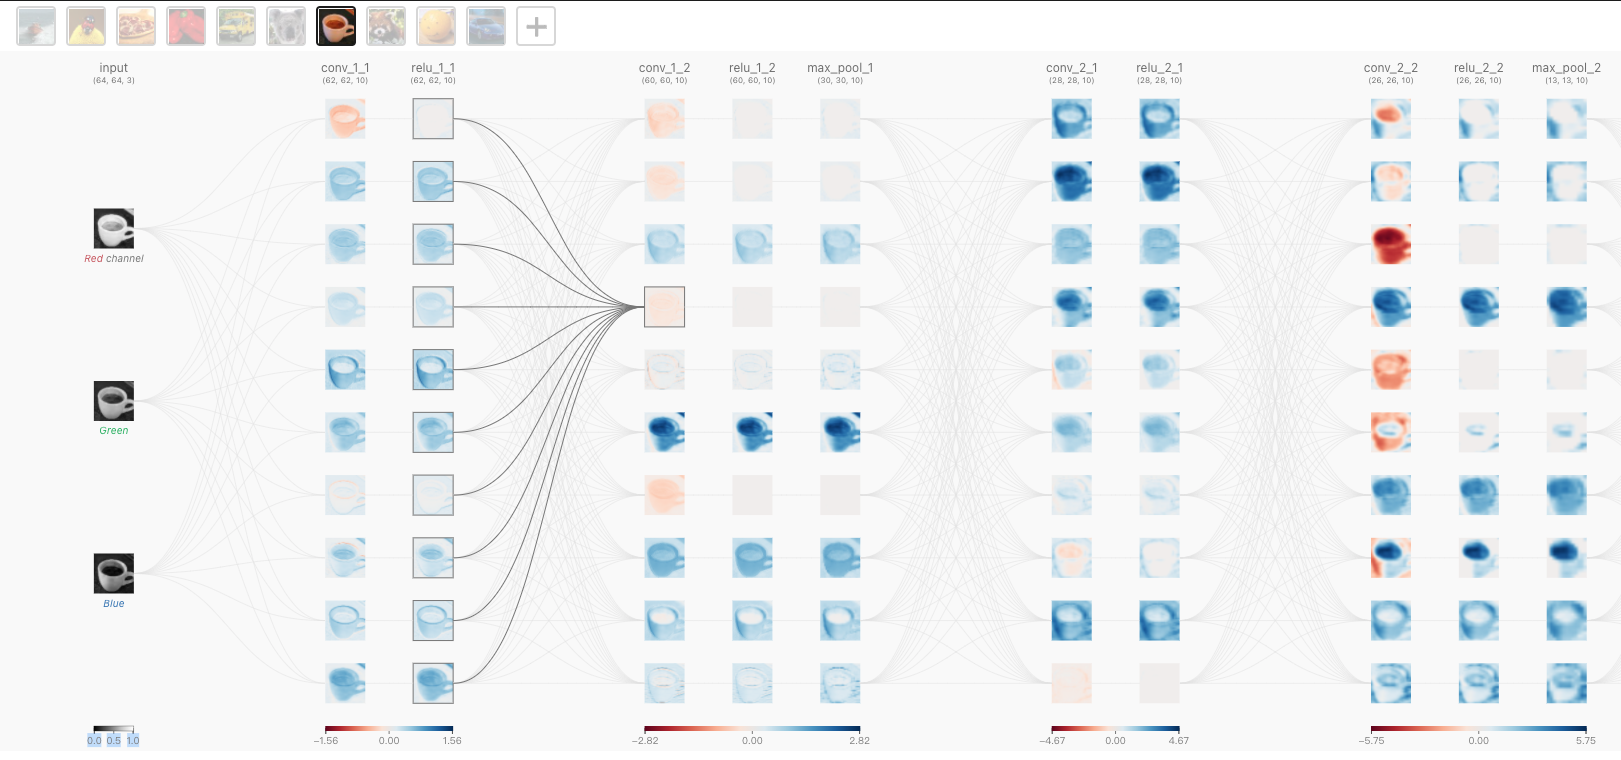 input conv_1_1 relu_1_1 conv_1_2 relu_1_2 max_pool_1 conv_2_1 relu_2_1 conv_2_2 relu_2_2 max_pool_2
(64, 64, 3) (62, 62, 10) (62, 62, 10) (60, 60, 10) (60, 60, 10) (30, 30, 10) (28, 28, 10) (28, 28, 10) (26, 26, 10) (26, 26, 10) (13, 13, 10)
Red channel
Green
Blue
0.0 0.5 1.0 −1.56 0.00 1.56 −2.82 0.00 2.82 −4.67 0.00 4.67 −5.75 0.00 5.75